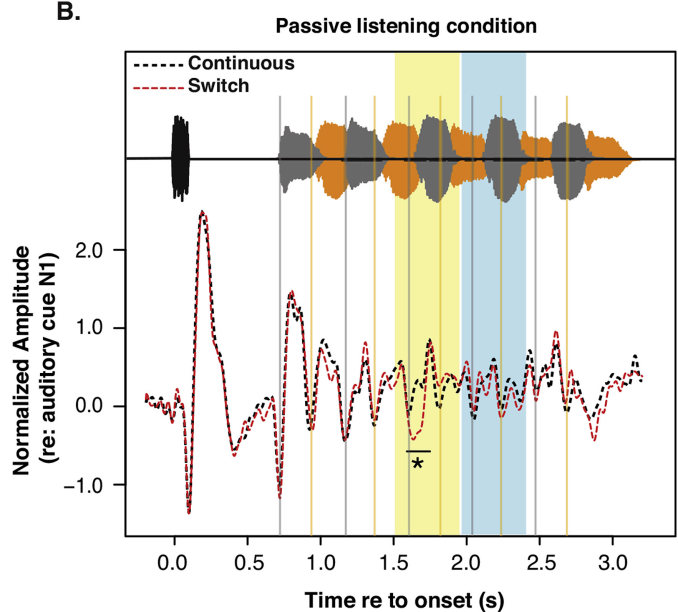 B.
Passive listening condition
Continuous
Switch
Normalized Amplitude
(re: auditory cue N1)
2.0
1.0
0.0
−1.0
*
0.0 0.5 1.0 1.5 2.0 2.5 3.0
Time re to onset (s)